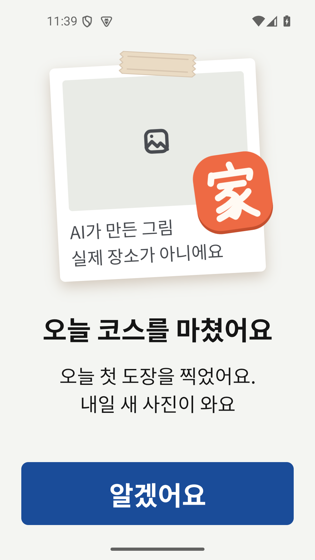 11:39
家
AI가 만든 그림
실제 장소가 아니에요
오늘 코스를 마쳤어요
오늘 첫 도장을 찍었어요.
내일 새 사진이 와요
알겠어요